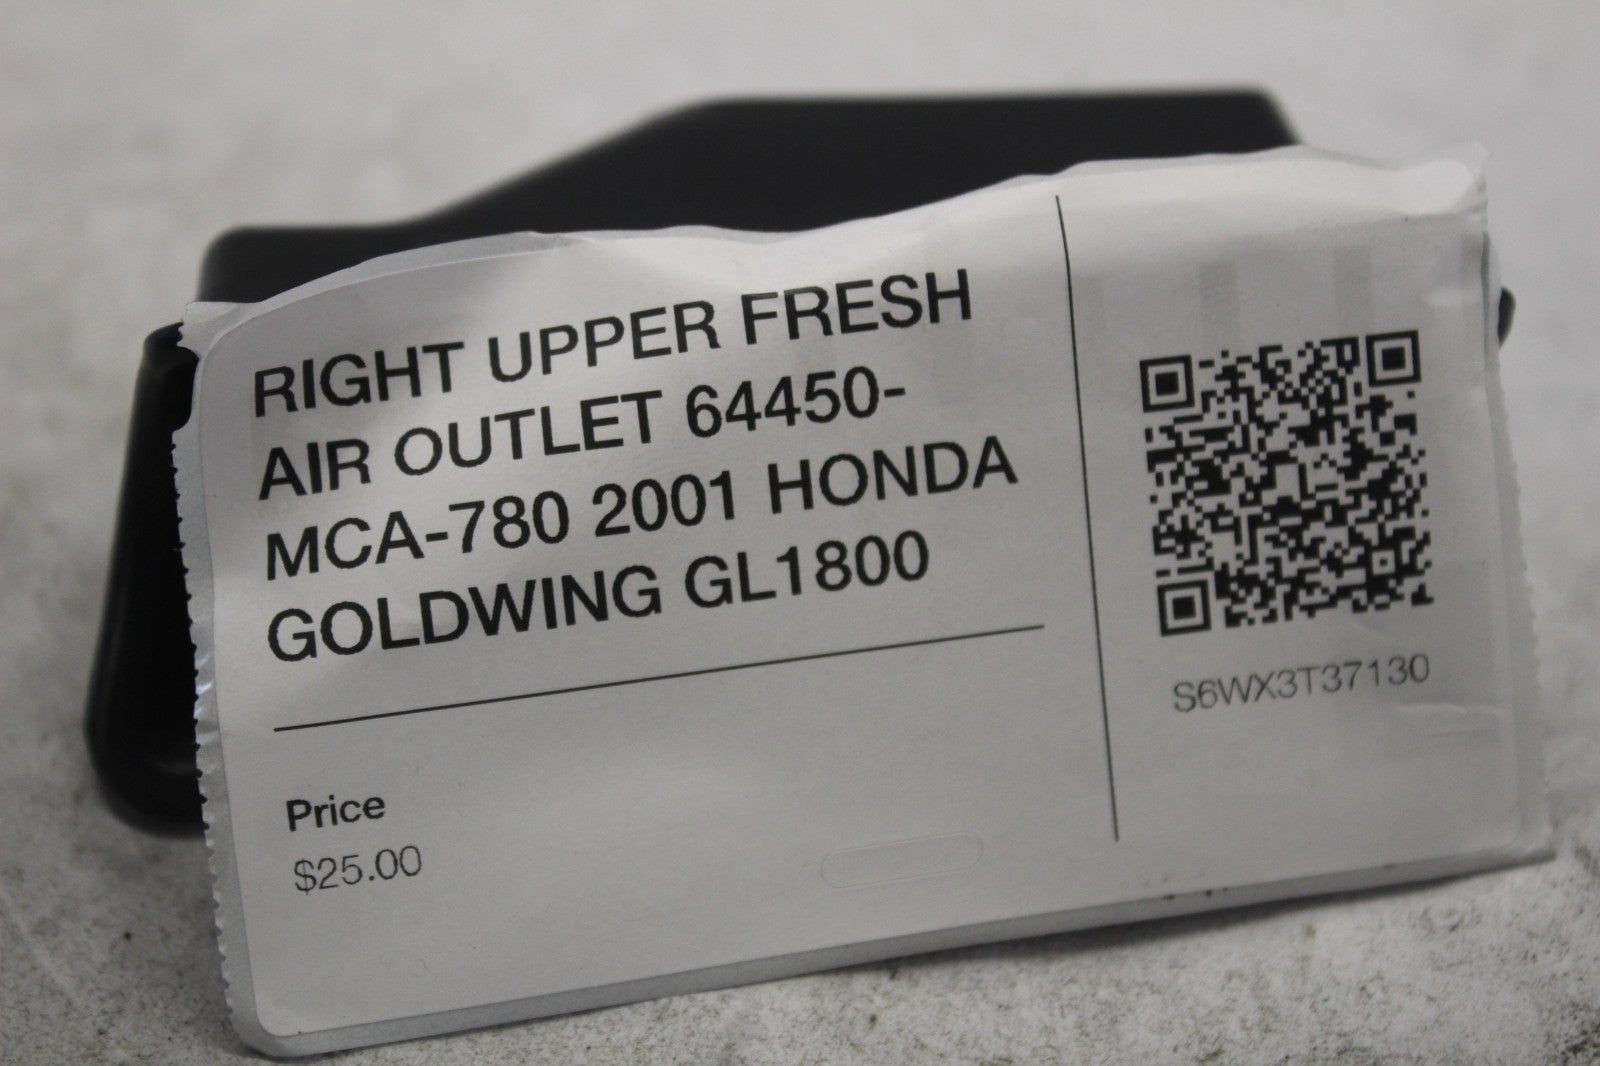 RIGHT UPPER FRESH
AIR OUTLET 64450-
MCA-780 2001 HONDA
GOLDWING GL1800
Price
$25.00
S6WX3T37130